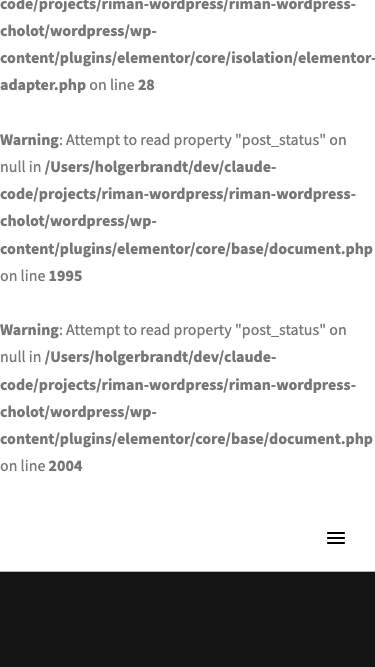 code/projects/riman-wordpress/riman-wordpress-
cholot/wordpress/wp-
content/plugins/elementor/core/isolation/elementor-
adapter.php on line 28
Warning: Attempt to read property "post_status" on
null in /Users/holgerbrandt/dev/claude-
code/projects/riman-wordpress/riman-wordpress-
cholot/wordpress/wp-
content/plugins/elementor/core/base/document.php
on line 1995
Warning: Attempt to read property "post_status" on
null in /Users/holgerbrandt/dev/claude-
code/projects/riman-wordpress/riman-wordpress-
cholot/wordpress/wp-
content/plugins/elementor/core/base/document.php
on line 2004